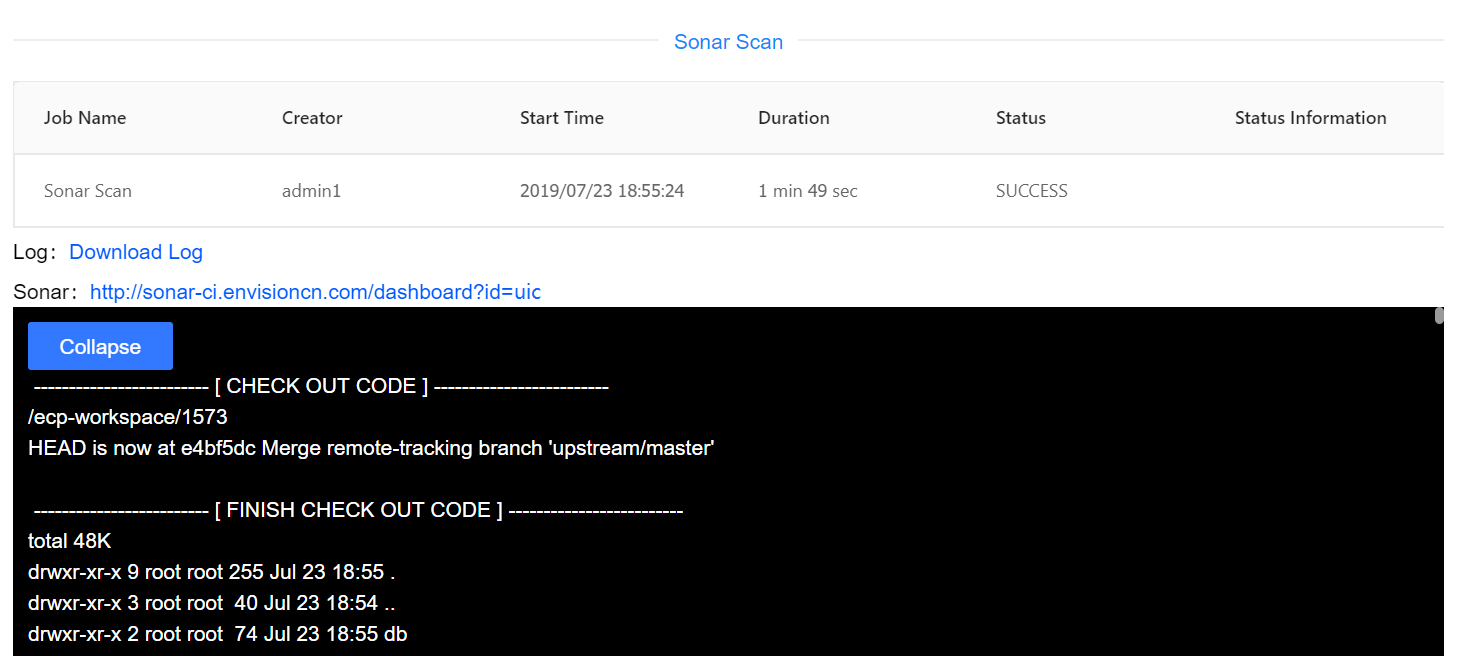 Sonar Scan
Job Name Creator Start Time Duration Status Status Information
Sonar Scan admin1 2019/07/23 18:55:24 1 min 49 sec SUCCESS
Log: Download Log
Sonar: http://sonar-ci.envisioncn.com/dashboard?id=uic
Collapse
------------------------- [ CHECK OUT CODE ] -------------------------
/ecp-workspace/1573
HEAD is now at e4bf5dc Merge remote-tracking branch 'upstream/master'
------------------------- [ FINISH CHECK OUT CODE ] -------------------------
total 48K
drwxr-xr-x 9 root root 255 Jul 23 18:55 .
drwxr-xr-x 3 root root  40 Jul 23 18:54 ..
drwxr-xr-x 2 root root  74 Jul 23 18:55 db